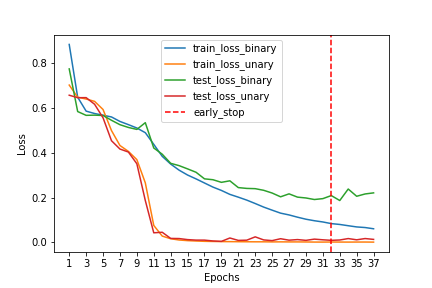 train_loss_binary
train_loss_unary
test_loss_binary
test_loss_unary
early_stop
Loss
0.8
0.6
0.4
0.2
0.0
1 3 5 7 9 11 13 15 17 19 21 23 25 27 29 31 33 35 37
Epochs